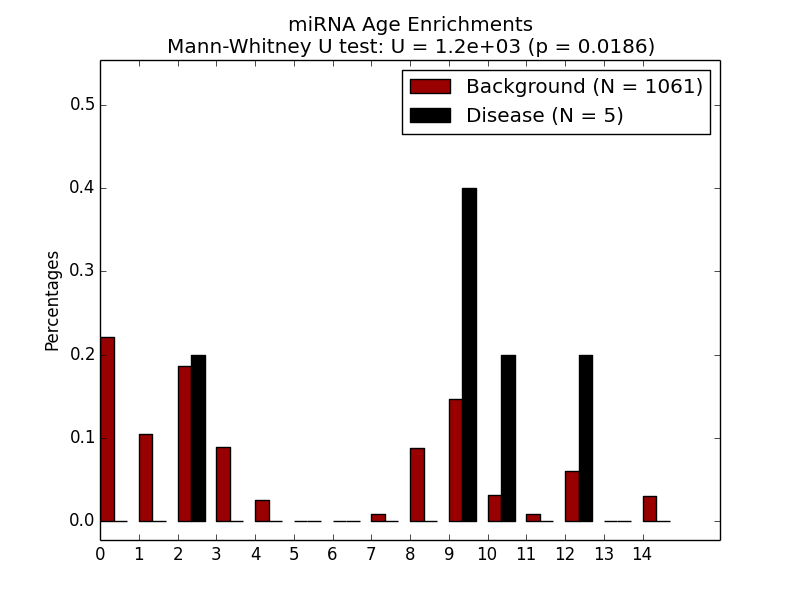 miRNA Age Enrichments
Mann-Whitney U test: U = 1.2e+03 (p = 0.0186)
Background (N = 1061)
Disease (N = 5)
Percentages
0.5
0.4
0.3
0.2
0.1
0.0
0 1 2 3 4 5 6 7 8 9 10 11 12 13 14